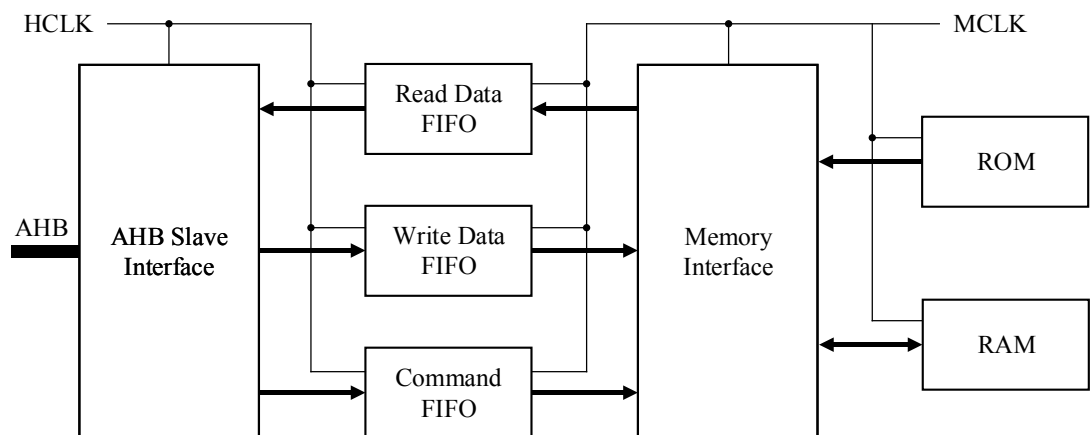 HCLK
MCLK
Read Data
FIFO
ROM
AHB
AHB Slave
Interface
Write Data
FIFO
Memory
Interface
RAM
Command
FIFO